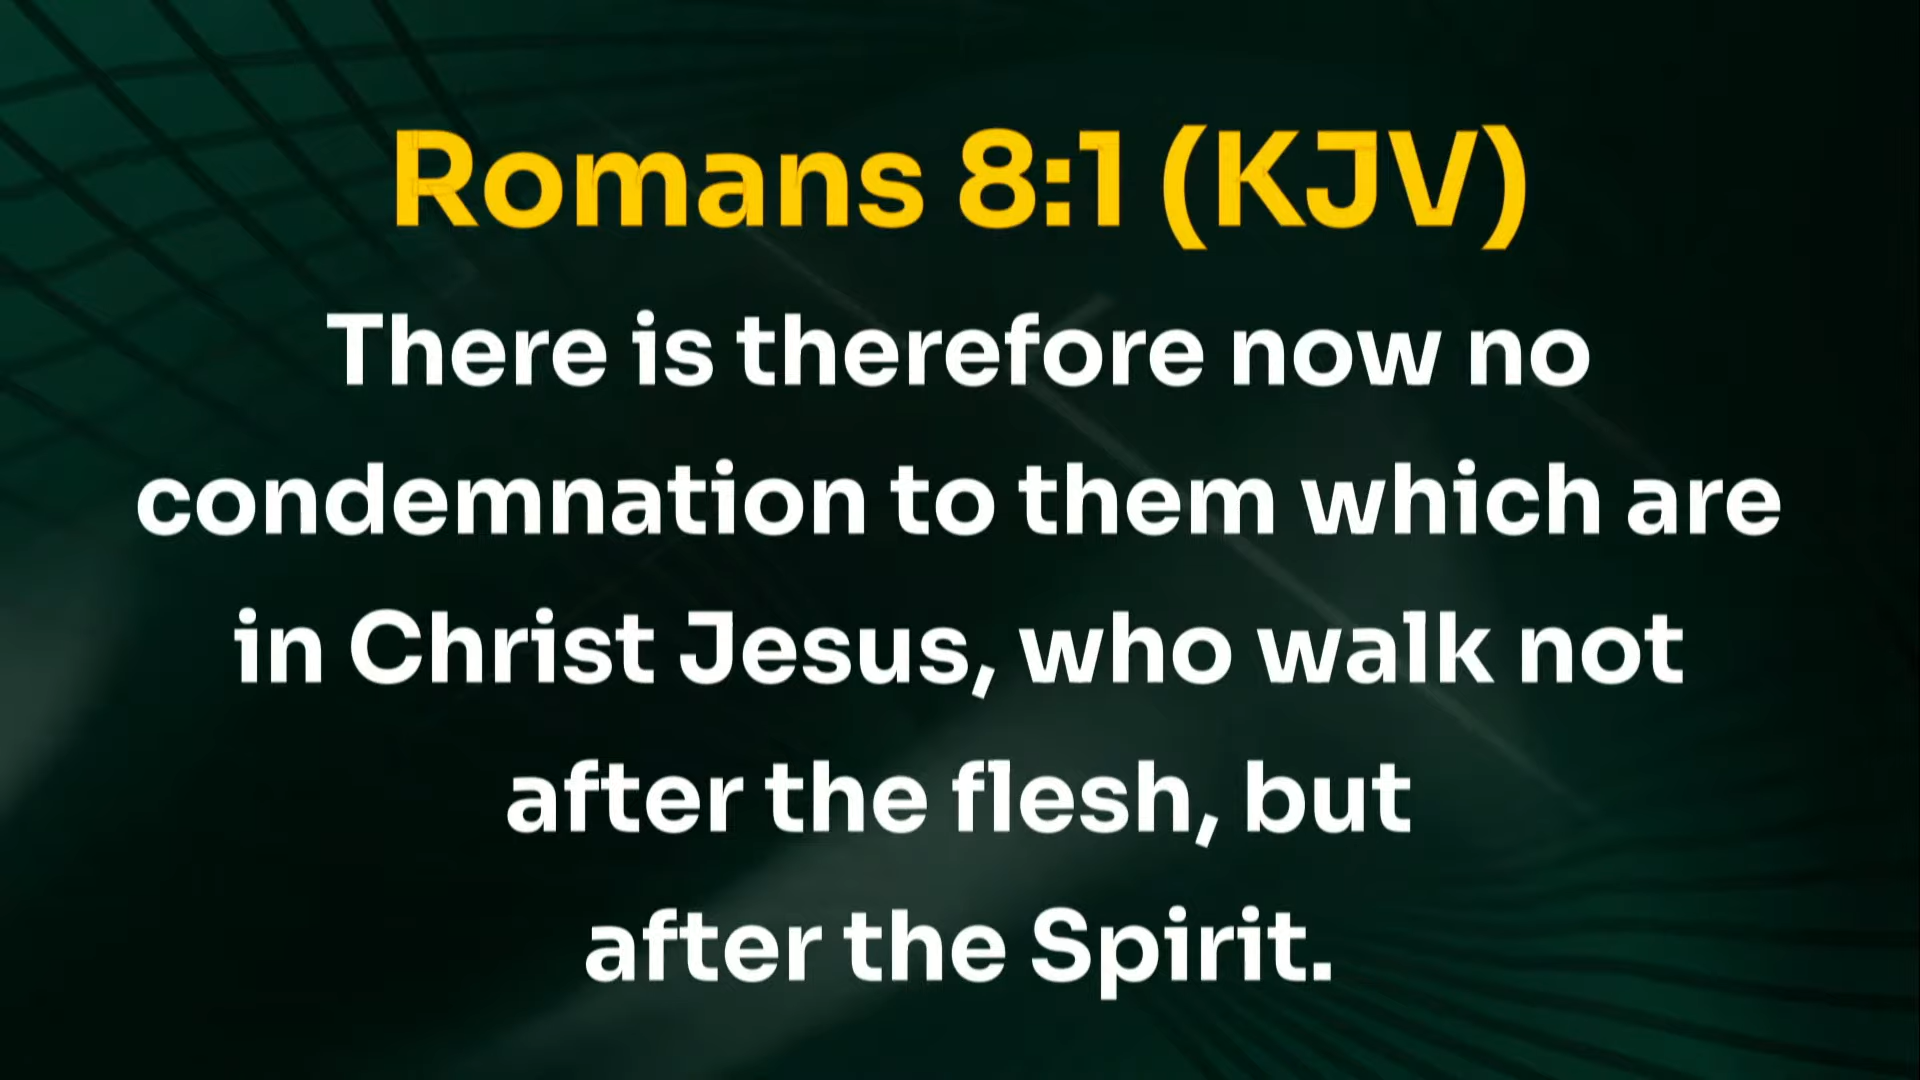 Romans 8:1 (KJV)
There is therefore now no
condemnation to them which are
in Christ Jesus, who walk not
after the flesh, but
after the Spirit.